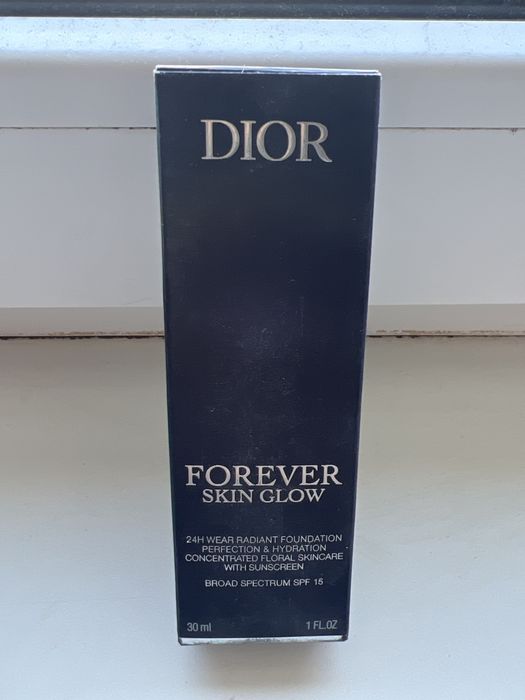 DIOR
FOREVER
SKIN GLOW
24H WEAR RADIANT FOUNDATION
PERFECTION & HYDRATION
CONCENTRATED FLORAL SKINCARE
WITH SUNSCREEN
BROAD SPECTRUM SPF 15
30 ml 1 FL.OZ